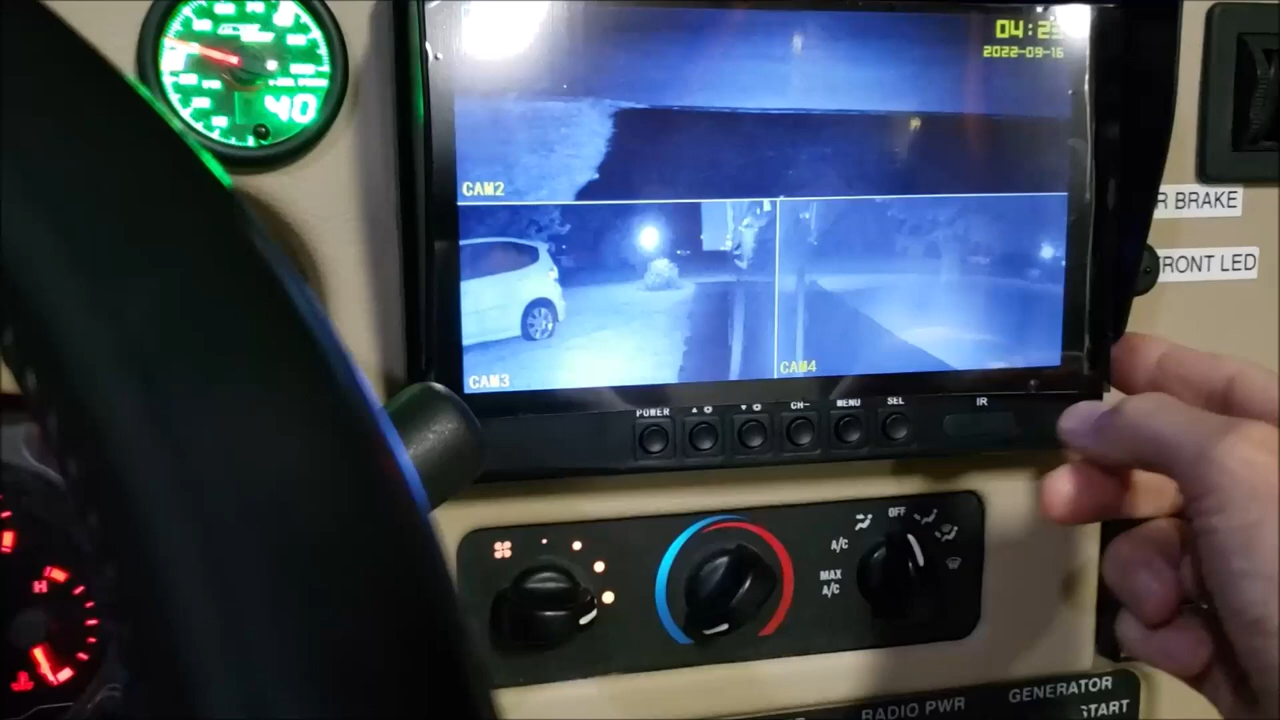 40
04:23
2022-09-16
CAM2
CAM3
CAM4
R BRAKE
RONT LED
POWER
CH-
MENU
SEL
IR
OFF
A/C
MAX
A/C
H
RADIO PWR
GENERATOR
START